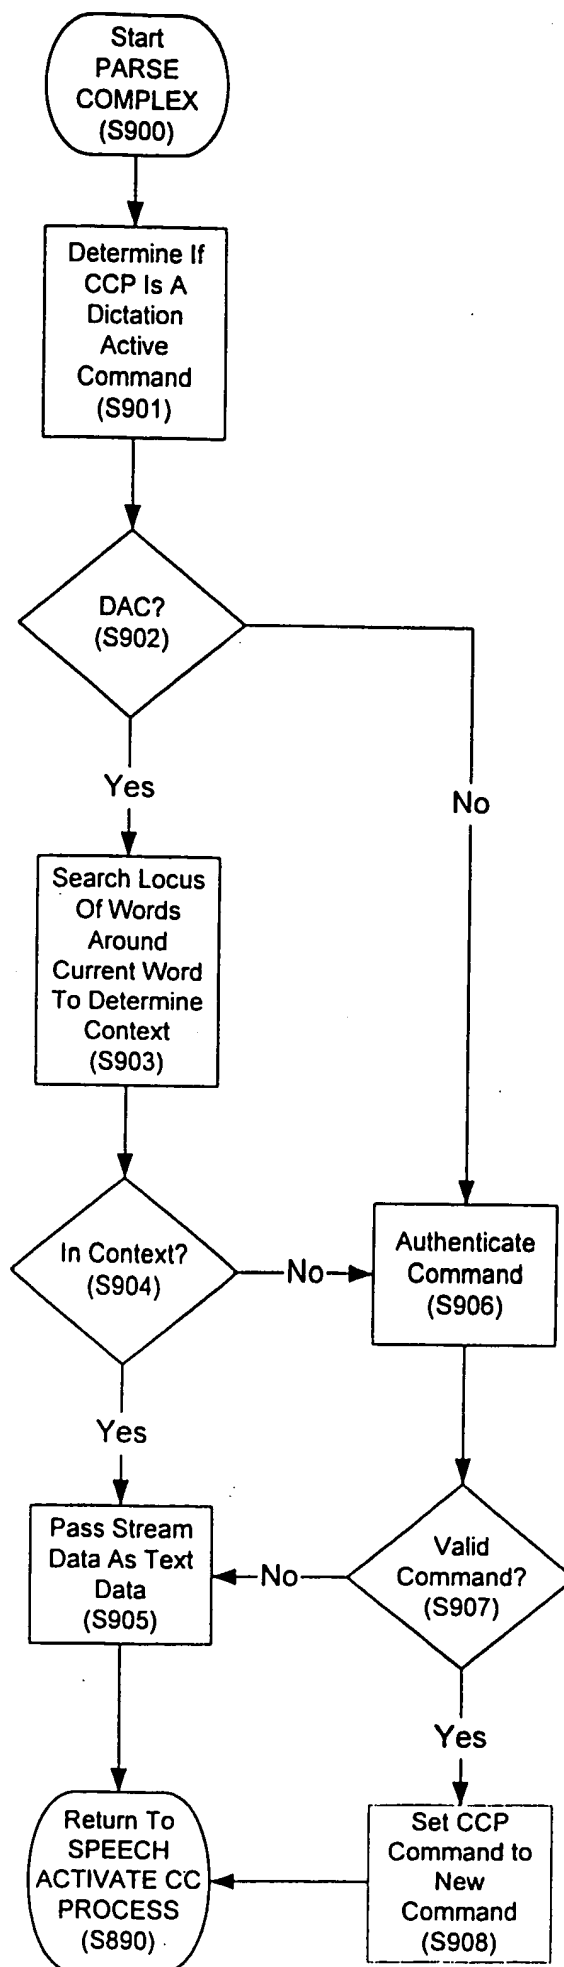 Start
PARSE
COMPLEX
(S900)
Determine If
CCP Is A
Dictation
Active
Command
(S901)
DAC?
(S902)
Yes
No
Search Locus
Of Words
Around
Current Word
To Determine
Context
(S903)
In Context?
(S904)
No
Authenticate
Command
(S906)
Yes
Pass Stream
Data As Text
Data
(S905)
No
Valid
Command?
(S907)
Yes
Return To
SPEECH
ACTIVATE CC
PROCESS
(S890)
Set CCP
Command to
New
Command
(S908)